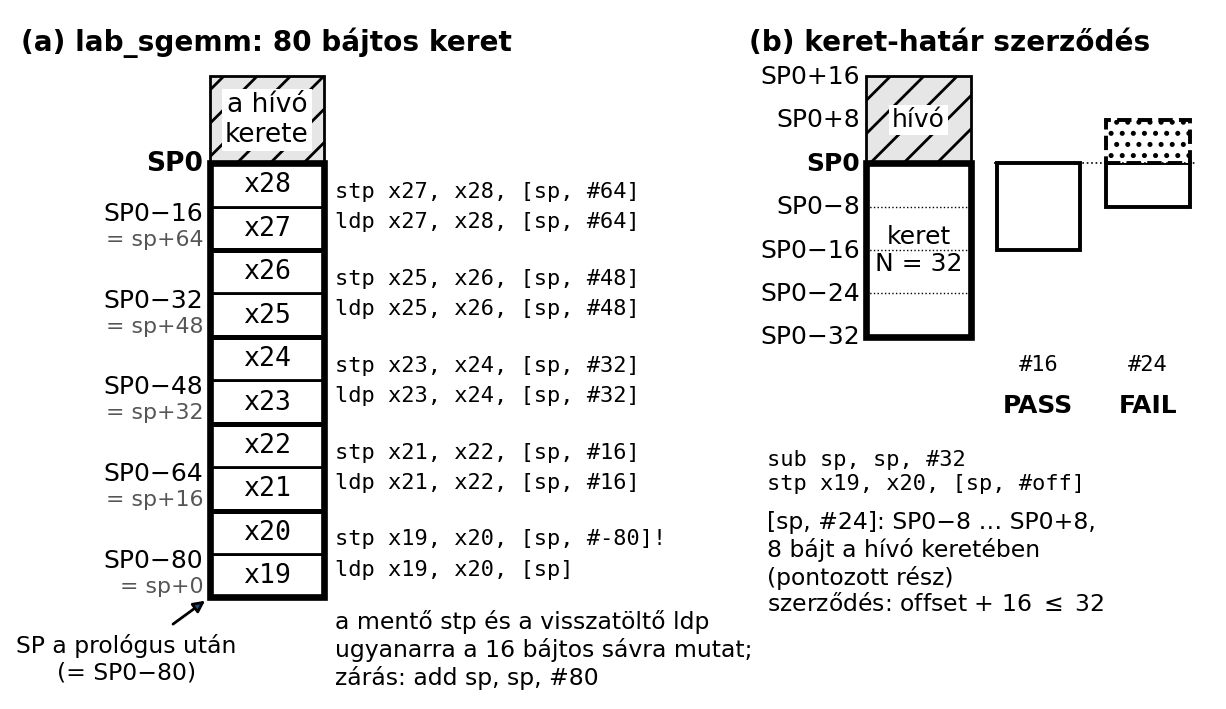 (a) lab_sgemm: 80 bájtos keret
a hívó
kerete
SP0
x28
stp x27, x28, [sp, #64]
SP0−16
= sp+64
x27
ldp x27, x28, [sp, #64]
x26
stp x25, x26, [sp, #48]
SP0−32
= sp+48
x25
ldp x25, x26, [sp, #48]
x24
stp x23, x24, [sp, #32]
SP0−48
= sp+32
x23
ldp x23, x24, [sp, #32]
x22
stp x21, x22, [sp, #16]
SP0−64
= sp+16
x21
ldp x21, x22, [sp, #16]
x20
stp x19, x20, [sp, #-80]!
SP0−80
= sp+0
x19
ldp x19, x20, [sp]
SP a prológus után
(= SP0−80)
a mentő stp és a visszatöltő ldp
ugyanarra a 16 bájtos sávra mutat;
zárás: add sp, sp, #80
(b) keret-határ szerződés
SP0+16
SP0+8
hívó
SP0
SP0−8
keret
SP0−16
N = 32
SP0−24
SP0−32
#16
#24
PASS
FAIL
sub sp, sp, #32
stp x19, x20, [sp, #off]
[sp, #24]: SP0−8 … SP0+8,
8 bájt a hívó keretében
(pontozott rész)
szerződés: offset + 16 ≤ 32